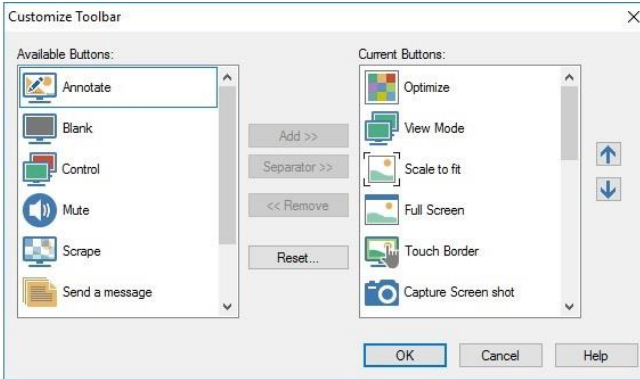 Customize Toolbar
Available Buttons:
Annotate
Blank
Control
Mute
Scrape
Send a message
Add >>
Separator >>
<< Remove
Reset...
Current Buttons:
Optimize
View Mode
Scale to fit
Full Screen
Touch Border
Capture Screen shot
OK
Cancel
Help